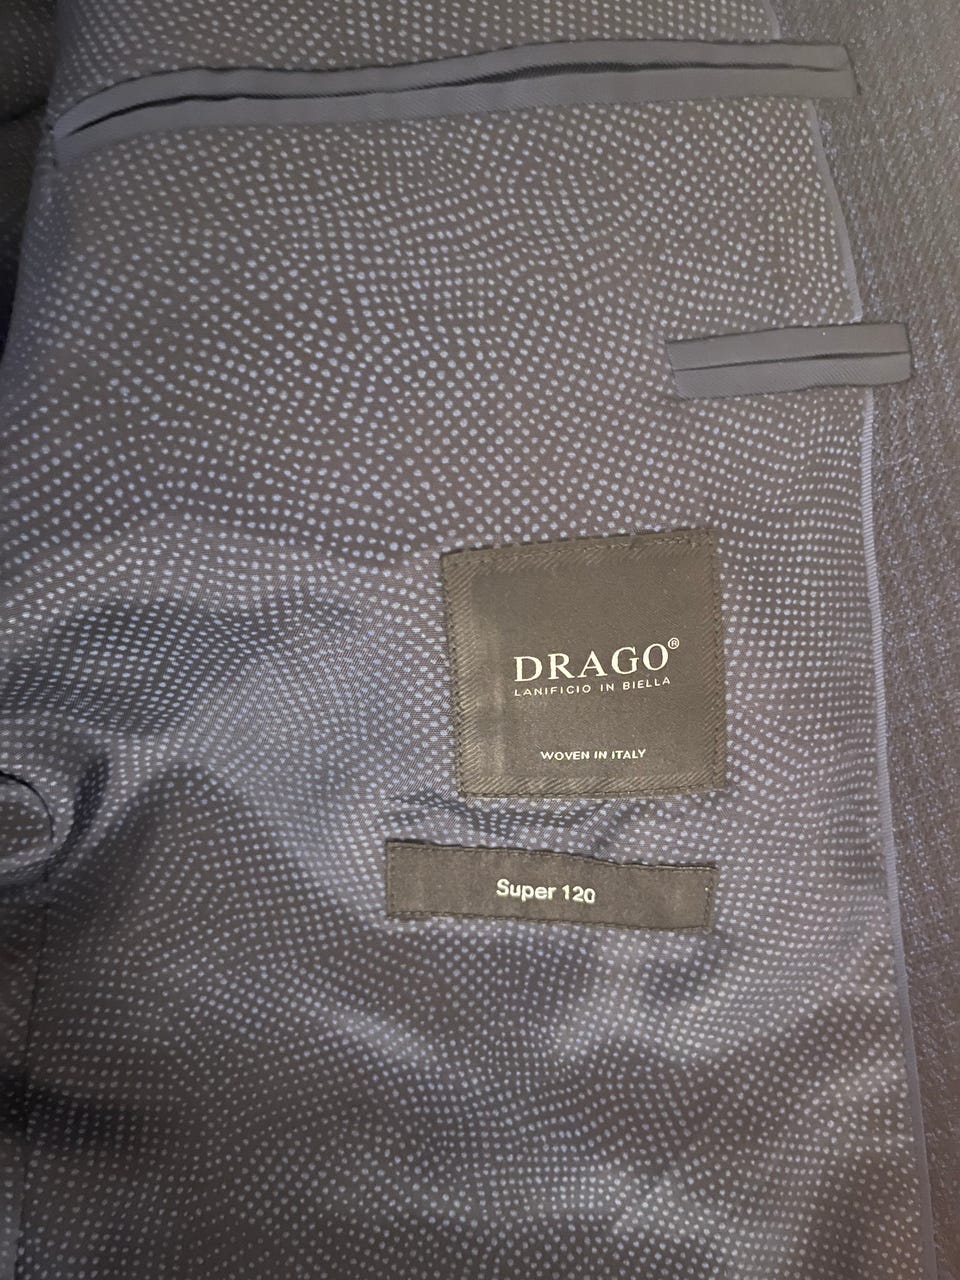 DRAGO®
LANIFICIO IN BIELLA
WOVEN IN ITALY
Super 120